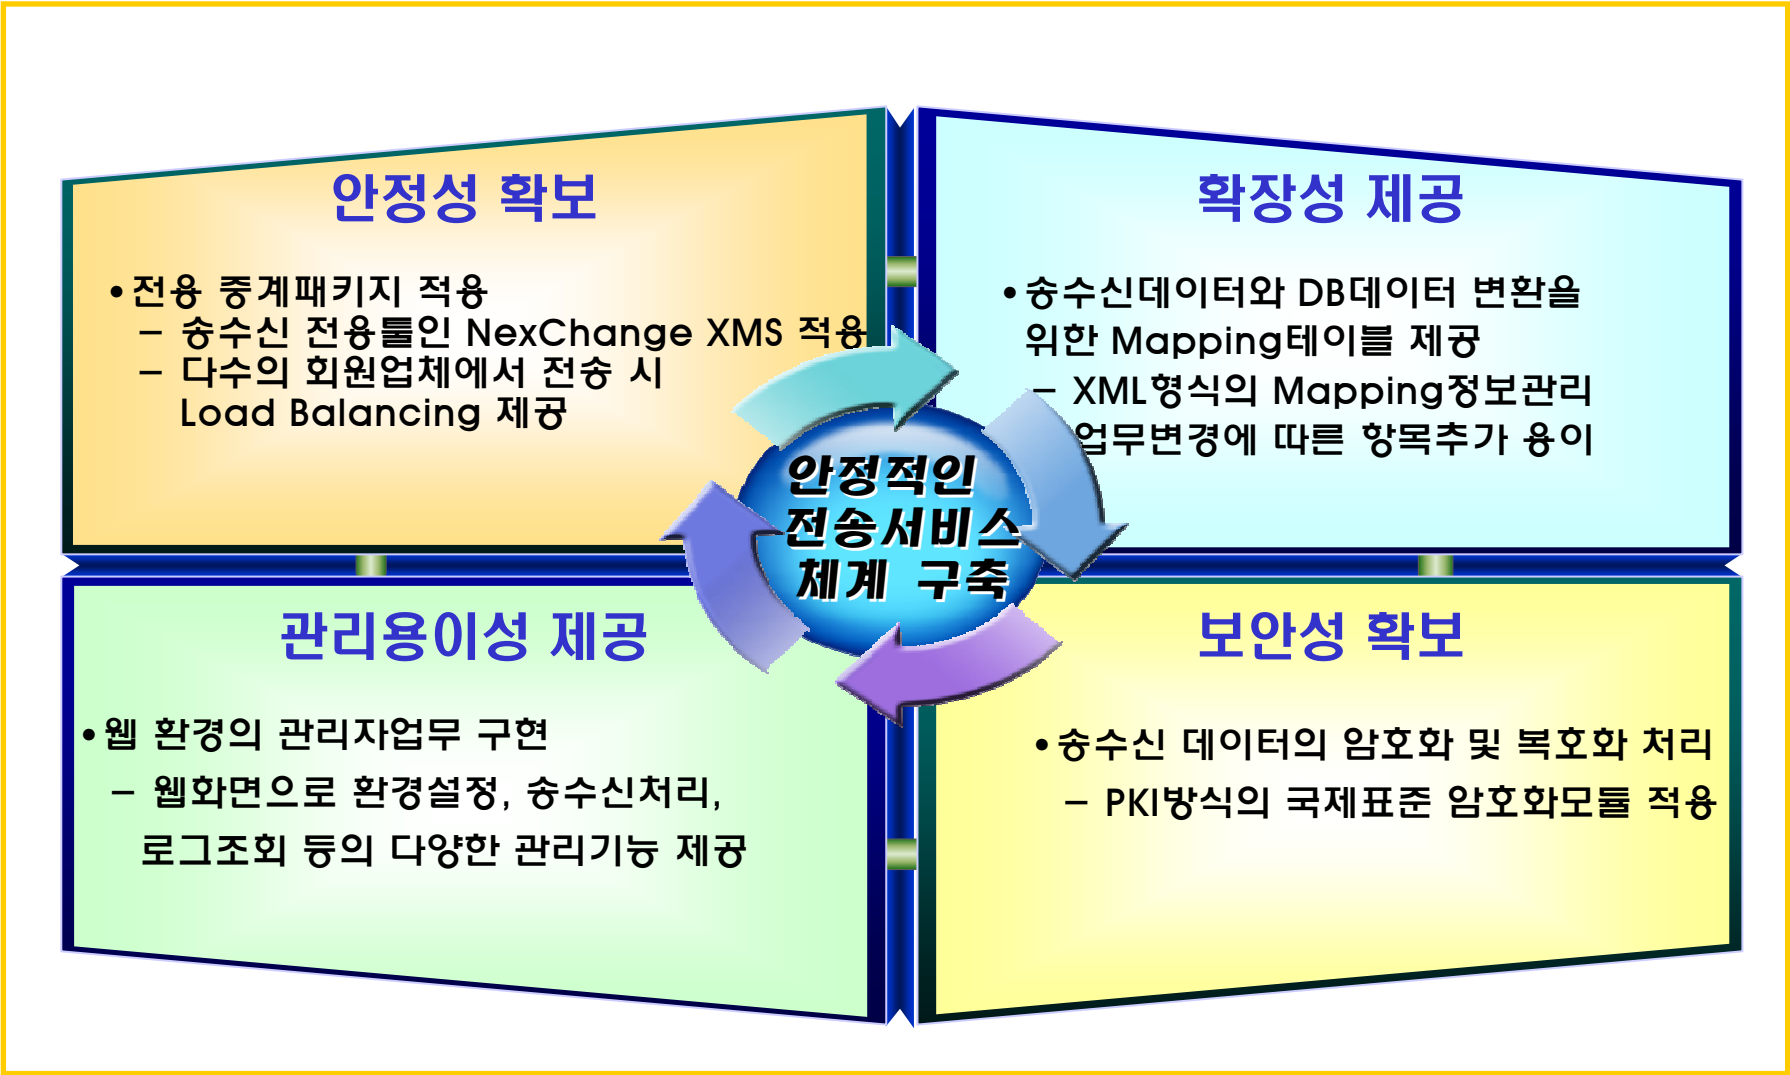 안정성 확보
•전용 중계패키지 적용
– 송수신 전용툴인 NexChange XMS 적용
– 다수의 회원업체에서 전송 시
Load Balancing 제공
확장성 제공
•송수신데이터와 DB데이터 변환을
위한 Mapping테이블 제공
– XML형식의 Mapping정보관리
업무변경에 따른 항목추가 용이
안정적인
전송서비스
체계 구축
관리용이성 제공
•웹 환경의 관리자업무 구현
– 웹화면으로 환경설정, 송수신처리,
로그조회 등의 다양한 관리기능 제공
보안성 확보
•송수신 데이터의 암호화 및 복호화 처리
– PKI방식의 국제표준 암호화모듈 적용